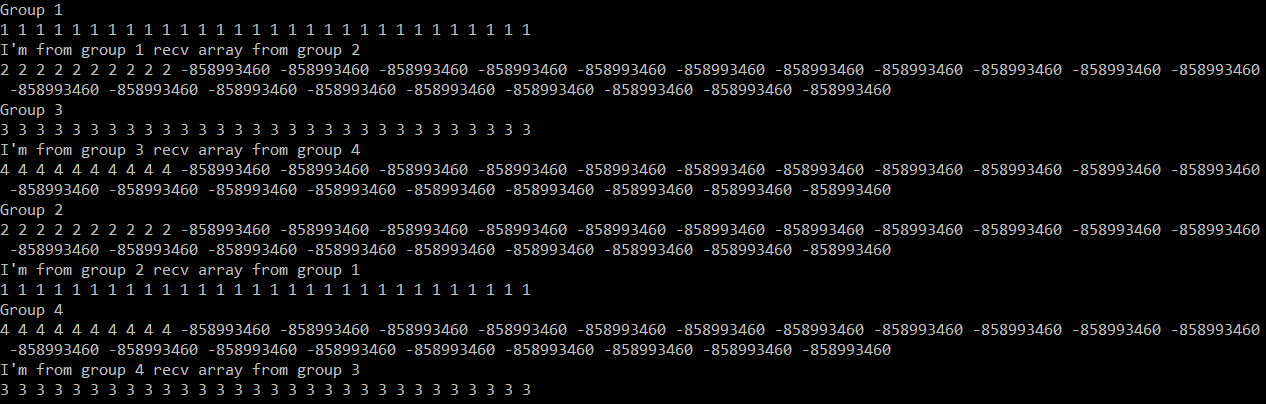 Group 1
1 1 1 1 1 1 1 1 1 1 1 1 1 1 1 1 1 1 1 1 1 1 1 1 1 1 1 1 1 1
I'm from group 1 recv array from group 2
2 2 2 2 2 2 2 2 2 2 -858993460 -858993460 -858993460 -858993460 -858993460 -858993460 -858993460 -858993460 -858993460 -858993460 -858993460
-858993460 -858993460 -858993460 -858993460 -858993460 -858993460 -858993460 -858993460 -858993460
Group 3
3 3 3 3 3 3 3 3 3 3 3 3 3 3 3 3 3 3 3 3 3 3 3 3 3 3 3 3 3 3
I'm from group 3 recv array from group 4
4 4 4 4 4 4 4 4 4 4 -858993460 -858993460 -858993460 -858993460 -858993460 -858993460 -858993460 -858993460 -858993460 -858993460 -858993460
-858993460 -858993460 -858993460 -858993460 -858993460 -858993460 -858993460 -858993460 -858993460
Group 2
2 2 2 2 2 2 2 2 2 2 -858993460 -858993460 -858993460 -858993460 -858993460 -858993460 -858993460 -858993460 -858993460 -858993460 -858993460
-858993460 -858993460 -858993460 -858993460 -858993460 -858993460 -858993460 -858993460 -858993460
I'm from group 2 recv array from group 1
1 1 1 1 1 1 1 1 1 1 1 1 1 1 1 1 1 1 1 1 1 1 1 1 1 1 1 1 1 1
Group 4
4 4 4 4 4 4 4 4 4 4 -858993460 -858993460 -858993460 -858993460 -858993460 -858993460 -858993460 -858993460 -858993460 -858993460 -858993460
-858993460 -858993460 -858993460 -858993460 -858993460 -858993460 -858993460 -858993460 -858993460
I'm from group 4 recv array from group 3
3 3 3 3 3 3 3 3 3 3 3 3 3 3 3 3 3 3 3 3 3 3 3 3 3 3 3 3 3 3